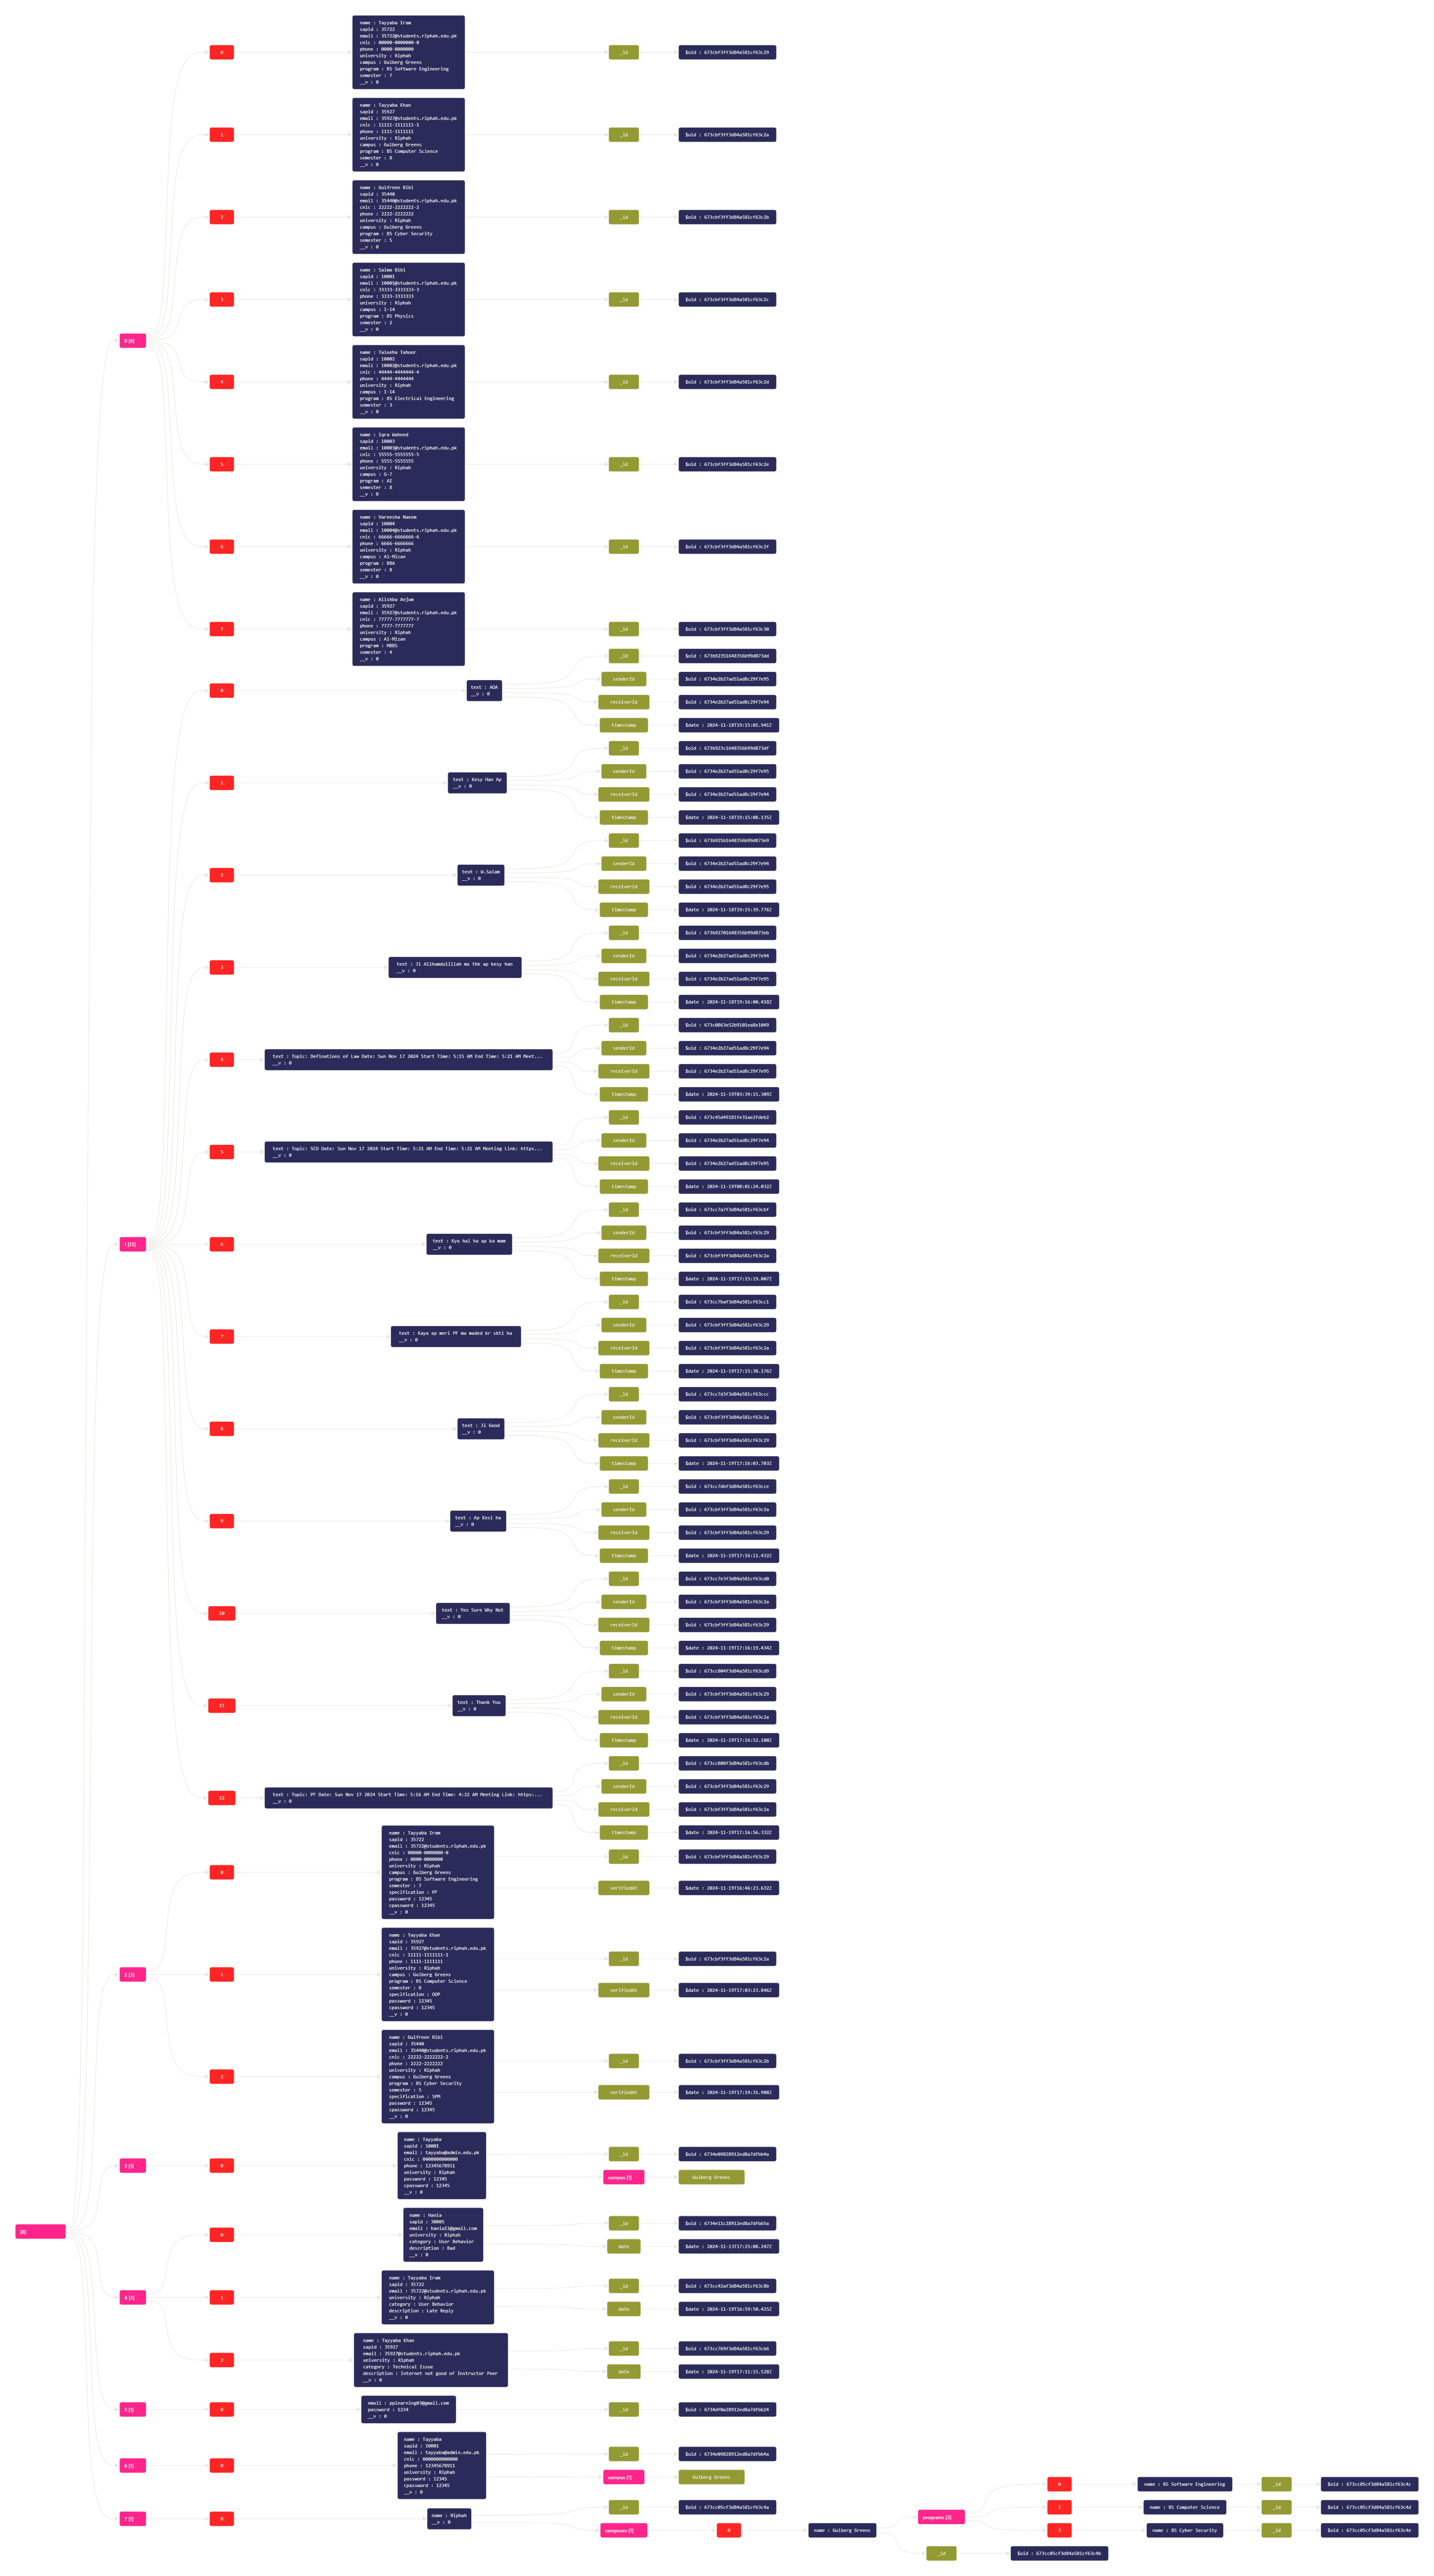 0 [8]
0
name : Tayyaba Iram
sapid : 35722
email : 35722@students.riphah.edu.pk
cnic : 00000-0000000-0
phone : 0000-0000000
university : Riphah
campus : Gulberg Greens
program : BS Software Engineering
semester : 7
__v : 0
_id
$oid : 673cbf3ff3d84a581cf63c29
1
name : Tayyaba Khan
sapid : 35927
email : 35927@students.riphah.edu.pk
cnic : 11111-1111111-1
phone : 1111-1111111
university : Riphah
campus : Gulberg Greens
program : BS Computer Science
semester : 8
__v : 0
_id
$oid : 673cbf3ff3d84a581cf63c2a
2
name : Gulfreen Bibi
sapid : 35440
email : 35440@students.riphah.edu.pk
cnic : 22222-2222222-2
phone : 2222-2222222
university : Riphah
campus : Gulberg Greens
program : BS Cyber Security
semester : 5
__v : 0
_id
$oid : 673cbf3ff3d84a581cf63c2b
3
name : Saima Bibi
sapid : 10001
email : 10001@students.riphah.edu.pk
cnic : 33333-3333333-3
phone : 3333-3333333
university : Riphah
campus : I-14
program : BS Physics
semester : 2
__v : 0
_id
$oid : 673cbf3ff3d84a581cf63c2c
4
name : Taleeha Tahoor
sapid : 10002
email : 10002@students.riphah.edu.pk
cnic : 44444-4444444-4
phone : 4444-4444444
university : Riphah
campus : I-14
program : BS Electrical Engineering
semester : 3
__v : 0
_id
$oid : 673cbf3ff3d84a581cf63c2d
5
name : Iqra Waheed
sapid : 10003
email : 10003@students.riphah.edu.pk
cnic : 55555-5555555-5
phone : 5555-5555555
university : Riphah
campus : G-7
program : AI
semester : 8
__v : 0
_id
$oid : 673cbf3ff3d84a581cf63c2e
6
name : Vareesha Naeem
sapid : 10004
email : 10004@students.riphah.edu.pk
cnic : 66666-6666666-6
phone : 6666-6666666
university : Riphah
campus : Al-Mizan
program : BBA
semester : 8
__v : 0
_id
$oid : 673cbf3ff3d84a581cf63c2f
7
name : Alishba Anjum
sapid : 35927
email : 35927@students.riphah.edu.pk
cnic : 77777-7777777-7
phone : 7777-7777777
university : Riphah
campus : Al-Mizan
program : MBBS
semester : 4
__v : 0
_id
$oid : 673cbf3ff3d84a581cf63c30
1 [13]
0
text : AOA
__v : 0
_id
$oid : 673b92351648356b99d873dd
senderId
$oid : 6734e2b27ad51ad8c29f7e95
receiverId
$oid : 6734e2b27ad51ad8c29f7e94
timestamp
$date : 2024-11-18T19:15:01.941Z
1
text : Kesy Han Ap
__v : 0
_id
$oid : 673b923c1648356b99d873df
senderId
$oid : 6734e2b27ad51ad8c29f7e95
receiverId
$oid : 6734e2b27ad51ad8c29f7e94
timestamp
$date : 2024-11-18T19:15:08.135Z
2
text : W.Salam
__v : 0
_id
$oid : 673b925b1648356b99d873e9
senderId
$oid : 6734e2b27ad51ad8c29f7e94
receiverId
$oid : 6734e2b27ad51ad8c29f7e95
timestamp
$date : 2024-11-18T19:15:39.776Z
3
text : Ji Allhumdulillah ma thk ap kesy han
__v : 0
_id
$oid : 673b92701648356b99d873eb
senderId
$oid : 6734e2b27ad51ad8c29f7e94
receiverId
$oid : 6734e2b27ad51ad8c29f7e95
timestamp
$date : 2024-11-18T19:16:00.418Z
4
text : Topic: Definations of Law Date: Sun Nov 17 2024 Start Time: 5:15 AM End Time: 5:21 AM Meet...
__v : 0
_id
$oid : 673c0863e52b9101ea8e1049
senderId
$oid : 6734e2b27ad51ad8c29f7e94
receiverId
$oid : 6734e2b27ad51ad8c29f7e95
timestamp
$date : 2024-11-19T03:39:15.309Z
5
text : Topic: SCD Date: Sun Nov 17 2024 Start Time: 5:21 AM End Time: 5:21 AM Meeting Link: https...
__v : 0
_id
$oid : 673c45d49181fe31ae2fdeb2
senderId
$oid : 6734e2b27ad51ad8c29f7e94
receiverId
$oid : 6734e2b27ad51ad8c29f7e95
timestamp
$date : 2024-11-19T08:01:24.032Z
6
text : Kya hal ha ap ka mam
__v : 0
_id
$oid : 673cc7a7f3d84a581cf63cbf
senderId
$oid : 673cbf3ff3d84a581cf63c29
receiverId
$oid : 673cbf3ff3d84a581cf63c2a
timestamp
$date : 2024-11-19T17:15:19.007Z
7
text : Kaya ap meri PF ma maded kr skti ha
__v : 0
_id
$oid : 673cc7baf3d84a581cf63cc1
senderId
$oid : 673cbf3ff3d84a581cf63c29
receiverId
$oid : 673cbf3ff3d84a581cf63c2a
timestamp
$date : 2024-11-19T17:15:38.176Z
8
text : Ji Good
__v : 0
_id
$oid : 673cc7d3f3d84a581cf63ccc
senderId
$oid : 673cbf3ff3d84a581cf63c2a
receiverId
$oid : 673cbf3ff3d84a581cf63c29
timestamp
$date : 2024-11-19T17:16:03.703Z
9
text : Ap Kesi ha
__v : 0
_id
$oid : 673cc7dbf3d84a581cf63cce
senderId
$oid : 673cbf3ff3d84a581cf63c2a
receiverId
$oid : 673cbf3ff3d84a581cf63c29
timestamp
$date : 2024-11-19T17:16:11.432Z
10
text : Yes Sure Why Not
__v : 0
_id
$oid : 673cc7e3f3d84a581cf63cd0
senderId
$oid : 673cbf3ff3d84a581cf63c2a
receiverId
$oid : 673cbf3ff3d84a581cf63c29
timestamp
$date : 2024-11-19T17:16:19.434Z
11
text : Thank You
__v : 0
_id
$oid : 673cc804f3d84a581cf63cd9
senderId
$oid : 673cbf3ff3d84a581cf63c29
receiverId
$oid : 673cbf3ff3d84a581cf63c2a
timestamp
$date : 2024-11-19T17:16:52.108Z
12
text : Topic: PF Date: Sun Nov 17 2024 Start Time: 5:16 AM End Time: 4:22 AM Meeting Link: https:...
__v : 0
_id
$oid : 673cc808f3d84a581cf63cdb
senderId
$oid : 673cbf3ff3d84a581cf63c29
receiverId
$oid : 673cbf3ff3d84a581cf63c2a
timestamp
$date : 2024-11-19T17:16:56.332Z
2 [3]
0
name : Tayyaba Iram
sapid : 35722
email : 35722@students.riphah.edu.pk
cnic : 00000-0000000-0
phone : 0000-0000000
university : Riphah
campus : Gulberg Greens
program : BS Software Engineering
semester : 7
specification : PF
password : 12345
cpassword : 12345
__v : 0
_id
$oid : 673cbf3ff3d84a581cf63c29
verifiedAt
$date : 2024-11-19T16:46:23.632Z
1
name : Tayyaba Khan
sapid : 35927
email : 35927@students.riphah.edu.pk
cnic : 11111-1111111-1
phone : 1111-1111111
university : Riphah
campus : Gulberg Greens
program : BS Computer Science
semester : 8
specification : OOP
password : 12345
cpassword : 12345
__v : 0
_id
$oid : 673cbf3ff3d84a581cf63c2a
verifiedAt
$date : 2024-11-19T17:03:23.846Z
2
name : Gulfreen Bibi
sapid : 35440
email : 35440@students.riphah.edu.pk
cnic : 22222-2222222-2
phone : 2222-2222222
university : Riphah
campus : Gulberg Greens
program : BS Cyber Security
semester : 5
specification : SPM
password : 12345
cpassword : 12345
__v : 0
_id
$oid : 673cbf3ff3d84a581cf63c2b
verifiedAt
$date : 2024-11-19T17:19:31.908Z
[8]
3 [1]
0
name : Tayyaba
sapid : 10001
email : tayyaba@admin.edu.pk
cnic : 0000000000000
phone : 12345678911
university : Riphah
password : 12345
cpassword : 12345
__v : 0
_id
$oid : 6734e09828912ed8a7dfbb4a
campus [1]
Gulberg Greens
4 [3]
0
name : Hania
sapid : 30005
email : hania11@gmail.com
university : Riphah
category : User Behavior
description : Bad
__v : 0
_id
$oid : 6734e11c28912ed8a7dfbb5a
date
$date : 2024-11-13T17:25:08.247Z
1
name : Tayyaba Iram
sapid : 35722
email : 35722@students.riphah.edu.pk
university : Riphah
category : User Behavior
description : Late Reply
__v : 0
_id
$oid : 673cc42af3d84a581cf63c8b
date
$date : 2024-11-19T16:59:50.425Z
2
name : Tayyaba Khan
sapid : 35927
email : 35927@students.riphah.edu.pk
university : Riphah
category : Technical Issue
description : Internet not good of Instructor Peer
__v : 0
_id
$oid : 673cc769f3d84a581cf63cb6
date
$date : 2024-11-19T17:11:15.528Z
5 [1]
0
email : pplearning03@gmail.com
password : 1234
__v : 0
_id
$oid : 6734df0a28912ed8a7dfbb24
6 [1]
0
name : Tayyaba
sapid : 10001
email : tayyaba@admin.edu.pk
cnic : 0000000000000
phone : 12345678911
university : Riphah
password : 12345
cpassword : 12345
__v : 0
_id
$oid : 6734e09828912ed8a7dfbb4a
campus [1]
Gulberg Greens
7 [1]
0
name : Riphah
__v : 0
_id
$oid : 673cc05cf3d84a581cf63c4a
campuses [1]
0
name : Gulberg Greens
programs [3]
0
name : BS Software Engineering
_id
$oid : 673cc05cf3d84a581cf63c4c
1
name : BS Computer Science
_id
$oid : 673cc05cf3d84a581cf63c4d
2
name : BS Cyber Security
_id
$oid : 673cc05cf3d84a581cf63c4e
_id
$oid : 673cc05cf3d84a581cf63c4b